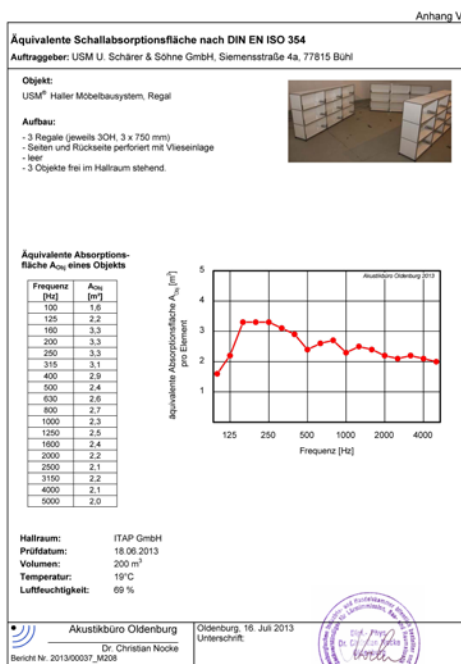 Anhang V
Äquivalente Schallabsorptionsfläche nach DIN EN ISO 354
Auftraggeber: USM U. Schärer & Söhne GmbH, Siemensstraße 4a, 77815 Bühl
Objekt:
USM® Haller Möbelbausystem, Regal
Aufbau:
- 3 Regale (jeweils 3OH, 3 x 750 mm)
- Seiten und Rückseite perforiert mit Vlieseinlage
- leer
- 3 Objekte frei im Hallraum stehend.
Äquivalente Absorptions-
fläche AObj eines Objekts
Frequenz AObj
[Hz] [m²]
100 1,6
125 2,2
160 3,3
200 3,3
250 3,3
315 3,1
400 2,9
500 2,4
630 2,6
800 2,7
1000 2,3
1250 2,5
1600 2,4
2000 2,2
2500 2,1
3150 2,2
4000 2,1
5000 2,0
äquivalente Absorptionsfläche AObj [m²]
pro Element
Akustikbüro Oldenburg 2013
5
4
3
2
1
125 250 500 1000 2000 4000
Frequenz [Hz]
Hallraum: ITAP GmbH
Prüfdatum: 18.06.2013
Volumen: 200 m³
Temperatur: 19°C
Luftfeuchtigkeit: 69 %
Akustikbüro Oldenburg
Dr. Christian Nocke
Bericht Nr. 2013/00037_M208
Oldenburg, 16. Juli 2013
Unterschrift:
Dipl.-Phys.
Dr. Christian Nocke